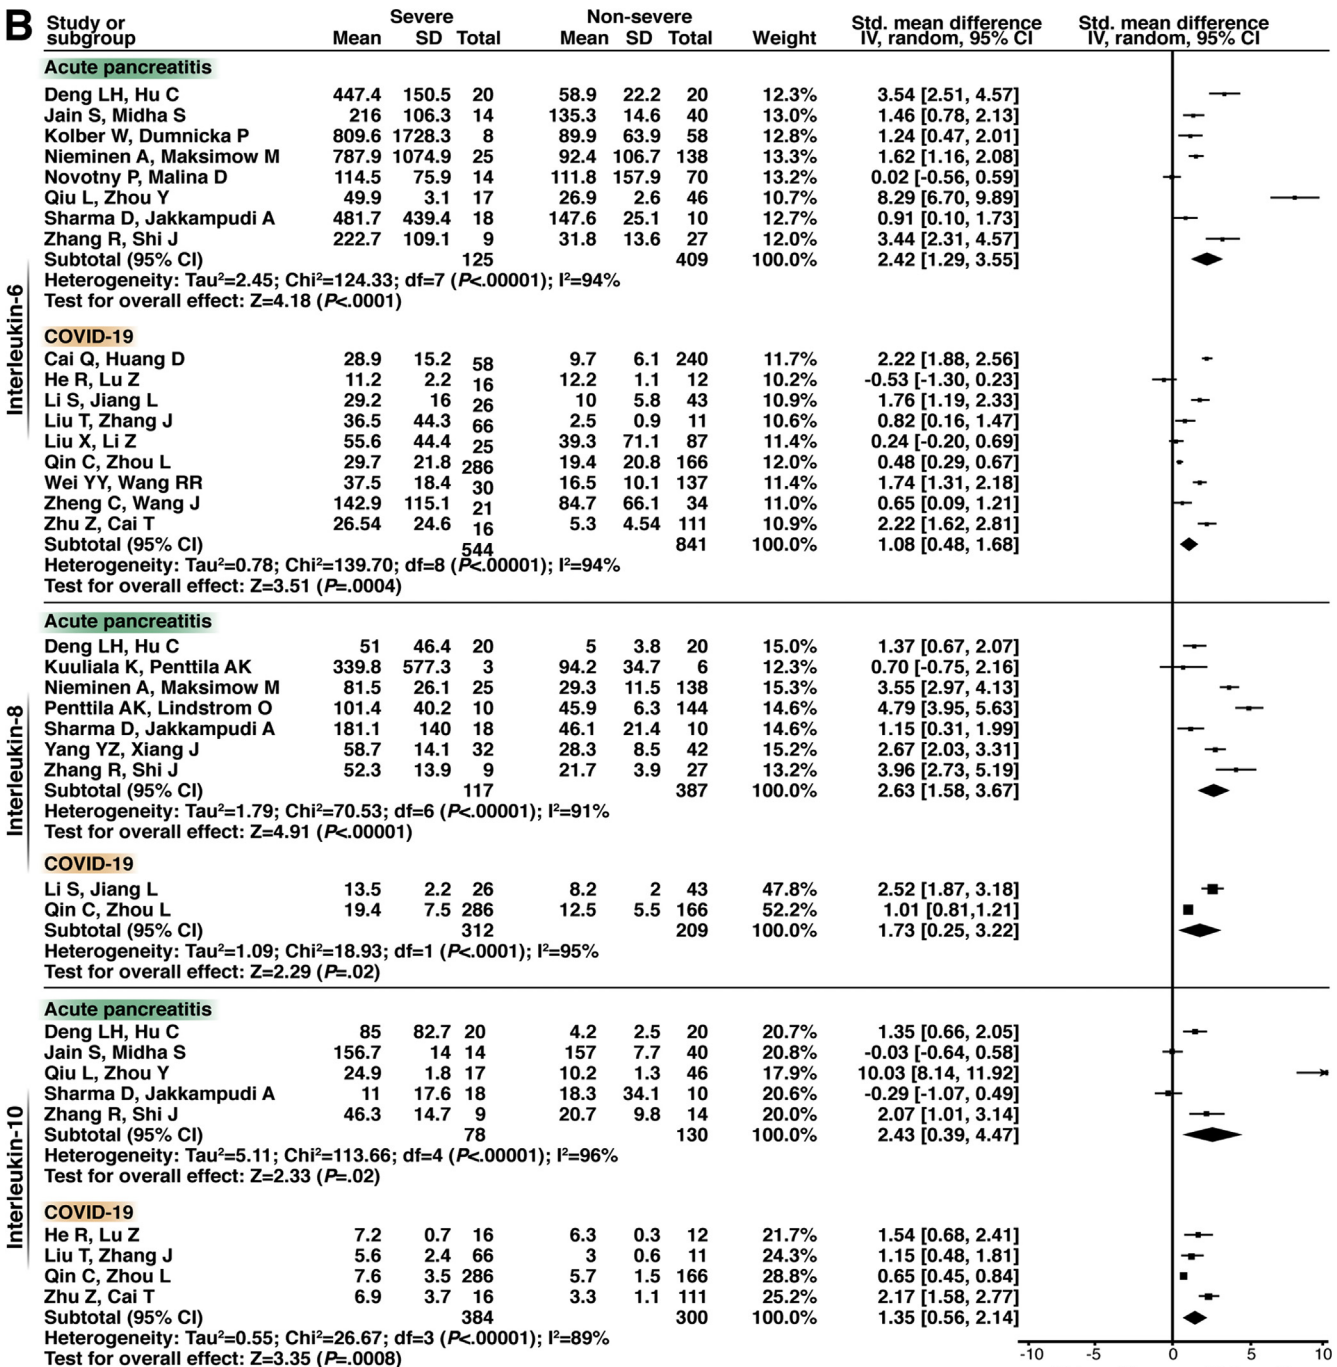 B
Study or subgroup Severe Non-severe Std. mean difference Std. mean difference
Mean SD Total Mean SD Total Weight IV, random, 95% CI IV, random, 95% CI
Interleukin-6
Acute pancreatitis
Deng LH, Hu C 447.4 150.5 20 58.9 22.2 20 12.3% 3.54 [2.51, 4.57]
Jain S, Midha S 216 106.3 14 135.3 14.6 40 13.0% 1.46 [0.78, 2.13]
Kolber W, Dumnicka P 809.6 1728.3 8 89.9 63.9 58 12.8% 1.24 [0.47, 2.01]
Nieminen A, Maksimow M 787.9 1074.9 25 92.4 106.7 138 13.3% 1.62 [1.16, 2.08]
Novotny P, Malina D 114.5 75.9 14 111.8 157.9 70 13.2% 0.02 [-0.56, 0.59]
Qiu L, Zhou Y 49.9 3.1 17 26.9 2.6 46 10.7% 8.29 [6.70, 9.89]
Sharma D, Jakkampudi A 481.7 439.4 18 147.6 25.1 10 12.7% 0.91 [0.10, 1.73]
Zhang R, Shi J 222.7 109.1 9 31.8 13.6 27 12.0% 3.44 [2.31, 4.57]
Subtotal (95% CI) 125 409 100.0% 2.42 [1.29, 3.55]
Heterogeneity: Tau²=2.45; Chi²=124.33; df=7 (P<.00001); I²=94%
Test for overall effect: Z=4.18 (P<.0001)
COVID-19
Cai Q, Huang D 28.9 15.2 58 9.7 6.1 240 11.7% 2.22 [1.88, 2.56]
He R, Lu Z 11.2 2.2 16 12.2 1.1 12 10.2% -0.53 [-1.30, 0.23]
Li S, Jiang L 29.2 16 26 10 5.8 43 11.4% 1.76 [1.19, 2.33]
Liu T, Zhang J 36.5 44.3 66 2.5 0.9 11 10.6% 0.82 [0.16, 1.47]
Liu X, Li Z 55.6 44.4 25 39.3 71.1 87 11.4% 0.24 [-0.20, 0.69]
Qin C, Zhou L 29.7 21.8 286 19.4 20.8 166 12.0% 0.48 [0.29, 0.67]
Wei YY, Wang RR 37.5 18.4 30 16.5 10.1 137 11.4% 1.74 [1.31, 2.18]
Zheng C, Wang J 142.9 115.1 21 84.7 66.1 34 11.0% 0.65 [0.09, 1.21]
Zhu Z, Cai T 26.54 24.6 16 5.3 4.54 111 10.9% 2.22 [1.62, 2.81]
Subtotal (95% CI) 544 841 100.0% 1.08 [0.48, 1.68]
Heterogeneity: Tau²=0.78; Chi²=139.70; df=8 (P<.00001); I²=94%
Test for overall effect: Z=3.51 (P=.0004)
Interleukin-8
Acute pancreatitis
Deng LH, Hu C 51 46.4 20 5 3.8 20 15.0% 1.37 [0.67, 2.07]
Kuuliala K, Penttila AK 339.8 577.3 3 94.2 34.7 6 12.3% 0.70 [-0.75, 2.16]
Nieminen A, Maksimow M 81.5 26.1 25 29.3 11.5 138 15.3% 3.55 [2.97, 4.13]
Penttila AK, Lindstrom O 101.4 40.2 10 45.9 6.3 144 14.6% 4.79 [3.95, 5.63]
Sharma D, Jakkampudi A 181.1 140 18 46.1 21.4 10 14.6% 1.15 [0.31, 1.99]
Yang YZ, Xiang J 58.7 14.1 32 28.3 8.5 42 15.2% 2.67 [2.03, 3.31]
Zhang R, Shi J 52.3 13.9 9 21.7 3.9 27 13.2% 3.96 [2.73, 5.19]
Subtotal (95% CI) 117 387 100.0% 2.63 [1.58, 3.67]
Heterogeneity: Tau²=1.79; Chi²=70.53; df=6 (P<.00001); I²=91%
Test for overall effect: Z=4.91 (P<.00001)
COVID-19
Li S, Jiang L 13.5 2.2 26 8.2 2 43 47.8% 2.52 [1.87, 3.18]
Qin C, Zhou L 19.4 7.5 286 12.5 5.5 166 52.2% 1.01 [0.81,1.21]
Subtotal (95% CI) 312 209 100.0% 1.73 [0.25, 3.22]
Heterogeneity: Tau²=1.09; Chi²=18.93; df=1 (P<.0001); I²=95%
Test for overall effect: Z=2.29 (P=.02)
Interleukin-10
Acute pancreatitis
Deng LH, Hu C 85 82.7 20 4.2 2.5 20 20.7% 1.35 [0.66, 2.05]
Jain S, Midha S 156.7 14 14 157 7.7 40 20.8% -0.03 [-0.64, 0.58]
Qiu L, Zhou Y 24.9 1.8 17 10.2 1.3 46 17.9% 10.03 [8.14, 11.92]
Sharma D, Jakkampudi A 11 17.6 18 18.3 34.1 10 20.6% -0.29 [-1.07, 0.49]
Zhang R, Shi J 46.3 14.7 9 20.7 9.8 14 20.0% 2.07 [1.01, 3.14]
Subtotal (95% CI) 78 130 100.0% 2.43 [0.39, 4.47]
Heterogeneity: Tau²=5.11; Chi²=113.66; df=4 (P<.00001); I²=96%
Test for overall effect: Z=2.33 (P=.02)
COVID-19
He R, Lu Z 7.2 0.7 16 6.3 0.3 12 21.7% 1.54 [0.68, 2.41]
Liu T, Zhang J 5.6 2.4 66 3 0.6 11 24.3% 1.15 [0.48, 1.81]
Qin C, Zhou L 7.6 3.5 286 5.7 1.5 166 28.8% 0.65 [0.45, 0.84]
Zhu Z, Cai T 6.9 3.7 16 3.3 1.1 111 25.2% 2.17 [1.58, 2.77]
Subtotal (95% CI) 384 300 100.0% 1.35 [0.56, 2.14]
Heterogeneity: Tau²=0.55; Chi²=26.67; df=3 (P<.00001); I²=89%
Test for overall effect: Z=3.35 (P=.0008)
-10 -5 0 5 10